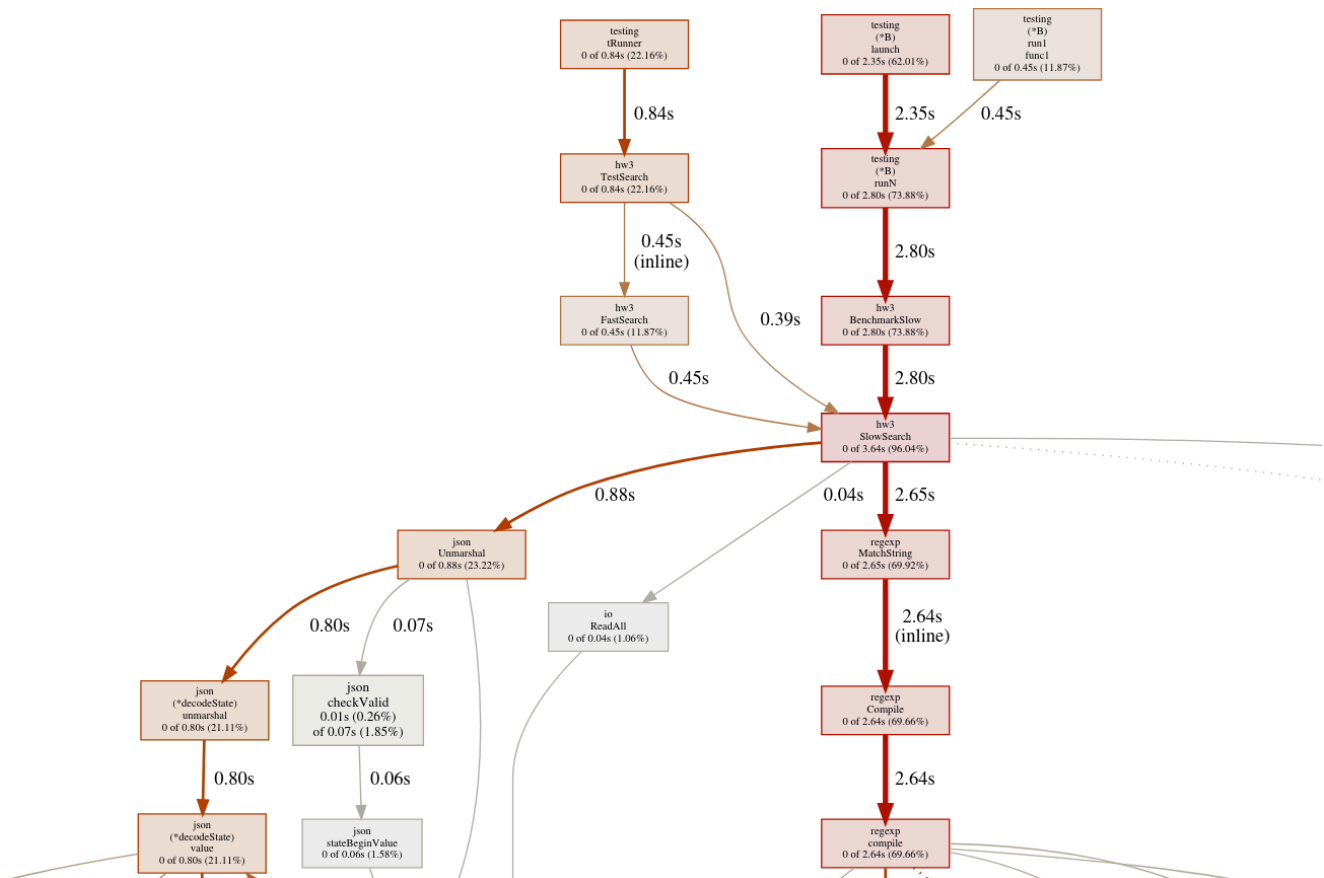 testing
tRunner
0 of 0.84s (22.16%)
testing
(*B)
launch
0 of 2.35s (62.01%)
testing
(*B)
run1
func1
0 of 0.45s (11.87%)
0.84s
2.35s
0.45s
hw3
TestSearch
0 of 0.84s (22.16%)
testing
(*B)
runN
0 of 2.80s (73.88%)
0.45s
(inline)
2.80s
hw3
FastSearch
0 of 0.45s (11.87%)
0.39s
hw3
BenchmarkSlow
0 of 2.80s (73.88%)
0.45s
2.80s
hw3
SlowSearch
0 of 3.64s (96.04%)
0.88s
0.04s
2.65s
json
Unmarshal
0 of 0.88s (23.22%)
regexp
MatchString
0 of 2.65s (69.92%)
0.80s
0.07s
io
ReadAll
0 of 0.04s (1.06%)
2.64s
(inline)
json
(*decodeState)
unmarshal
0 of 0.80s (21.11%)
json
checkValid
0.01s (0.26%)
of 0.07s (1.85%)
regexp
Compile
0 of 2.64s (69.66%)
0.80s
0.06s
2.64s
json
(*decodeState)
value
0 of 0.80s (21.11%)
json
stateBeginValue
0 of 0.06s (1.58%)
regexp
compile
0 of 2.64s (69.66%)